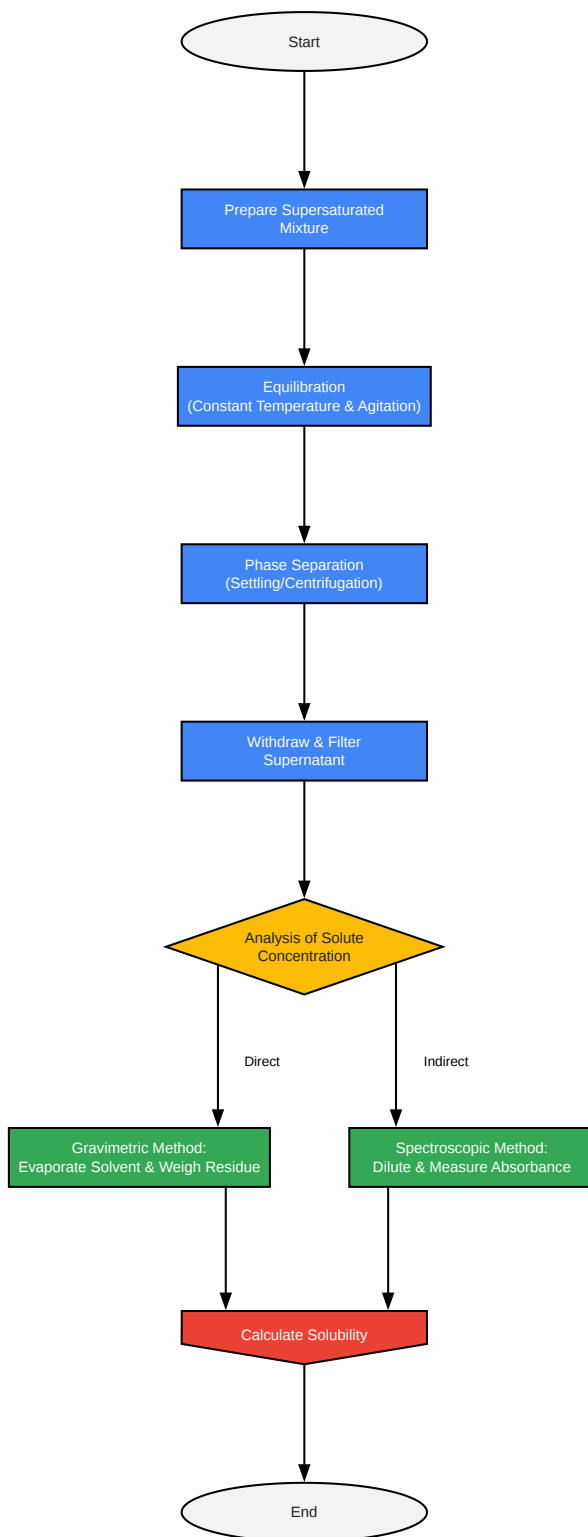 Start
Prepare Supersaturated
Mixture
Equilibration
(Constant Temperature & Agitation)
Phase Separation
(Settling/Centrifugation)
Withdraw & Filter
Supernatant
Analysis of Solute
Concentration
Direct
Indirect
Gravimetric Method:
Evaporate Solvent & Weigh Residue
Spectroscopic Method:
Dilute & Measure Absorbance
Calculate Solubility
End